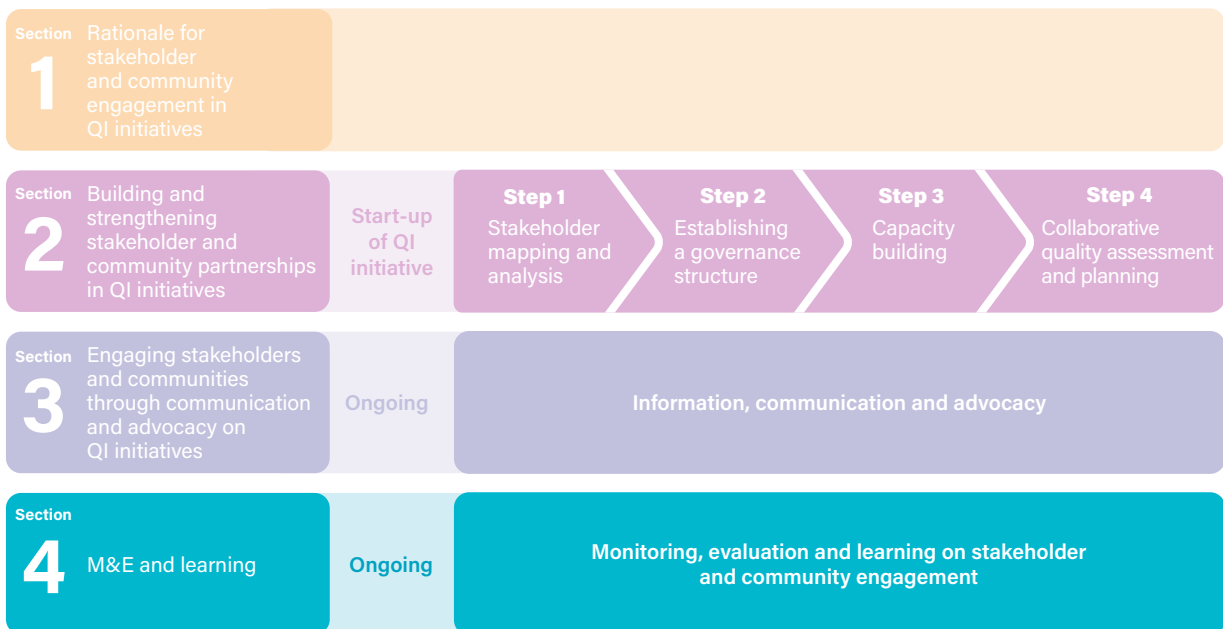 Section
1
Rationale for
stakeholder
and community
engagement in
QI initiatives
Section
2
Building and
strengthening
stakeholder and
community partnerships
in QI initiatives
Start-up
of QI
initiative
Step 1
Stakeholder
mapping and
analysis
Step 2
Establishing
a governance
structure
Step 3
Capacity
building
Step 4
Collaborative
quality assessment
and planning
Section
3
Engaging stakeholders
and communities
through communication
and advocacy on
QI initiatives
Ongoing
Information, communication and advocacy
Section
4
M&E and learning
Ongoing
Monitoring, evaluation and learning on stakeholder
and community engagement